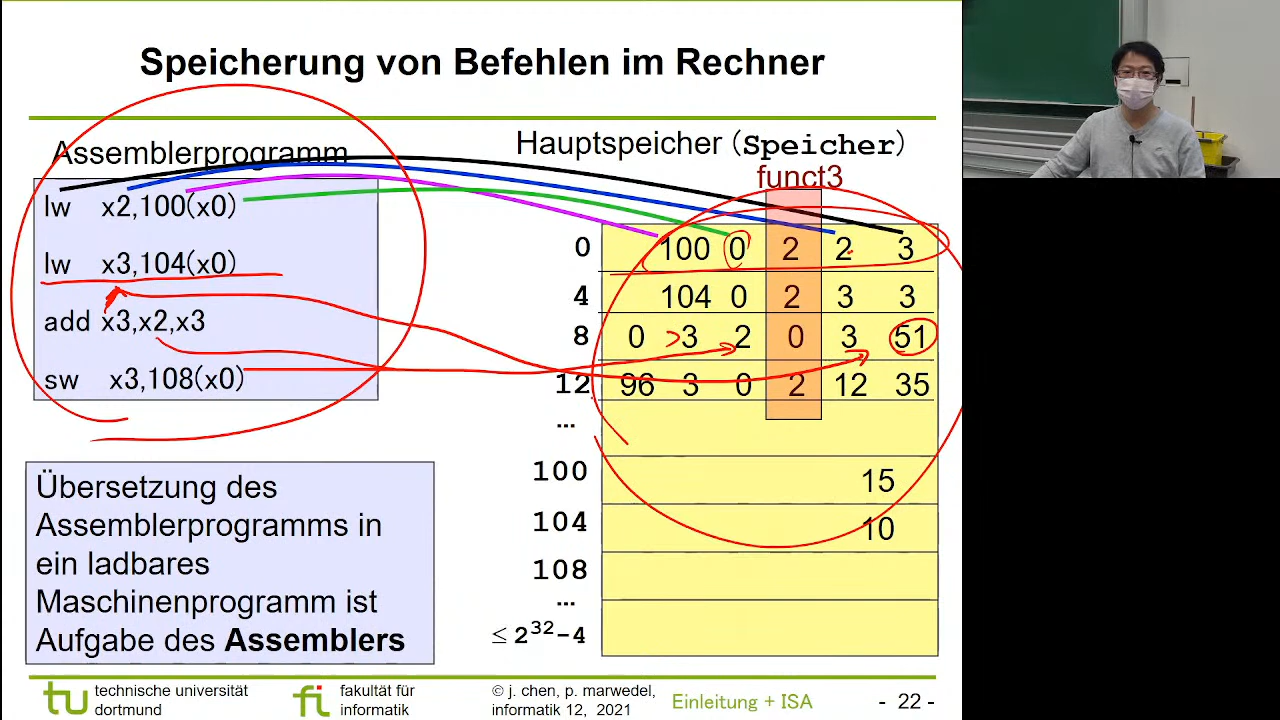 Speicherung von Befehlen im Rechner
Assemblerprogramm
lw x2,100(x0)
lw x3,104(x0)
add x3,x2,x3
sw x3,108(x0)
Hauptspeicher (Speicher)
funct3
0 100 0 2 2 3
4 104 0 2 3 3
8 0 3 2 0 3 51
12 96 3 0 2 12 35
...
100 15
104 10
108
...
≤ 2³²-4
Übersetzung des
Assemblerprogramms in
ein ladbares
Maschinenprogramm ist
Aufgabe des Assemblers
tu technische universität
dortmund
fi fakultät für
informatik
© j. chen, p. marwedel,
informatik 12, 2021
Einleitung + ISA
- 22 -